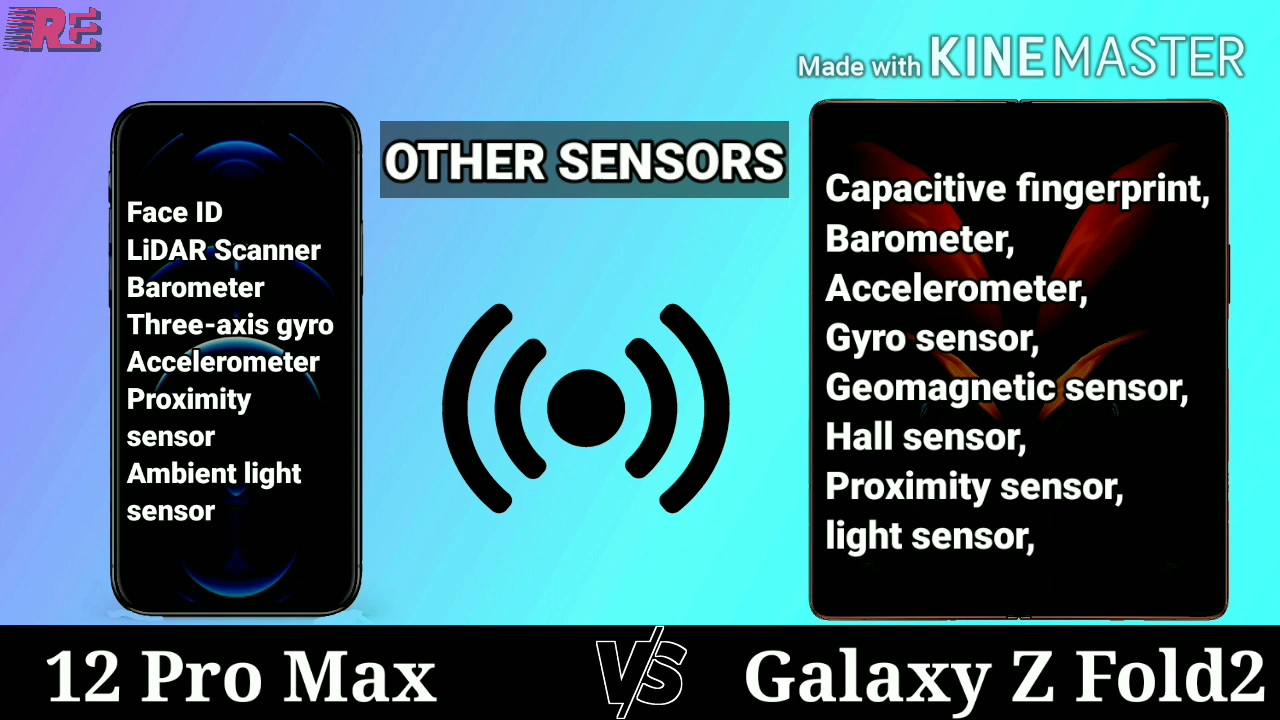 RE
Made with KINEMASTER
OTHER SENSORS
Face ID
LiDAR Scanner
Barometer
Three-axis gyro
Accelerometer
Proximity
sensor
Ambient light
sensor
Capacitive fingerprint,
Barometer,
Accelerometer,
Gyro sensor,
Geomagnetic sensor,
Hall sensor,
Proximity sensor,
light sensor,
12 Pro Max
VS
Galaxy Z Fold2